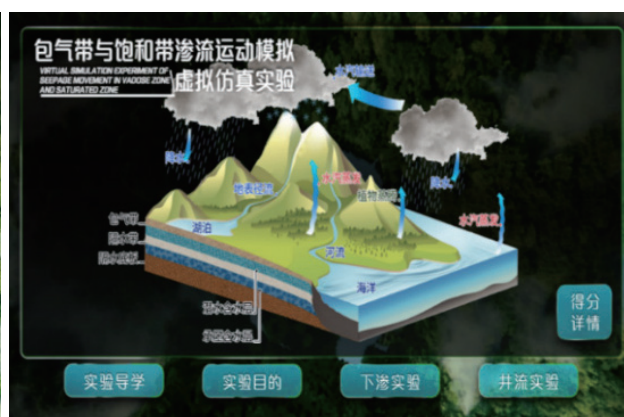 包气带与饱和带渗流运动模拟
VIRTUAL SIMULATION EXPERIMENT OF
SEEPAGE MOVEMENT IN VADOSE ZONE
AND SATURATED ZONE
虚拟仿真实验
水汽输送
降水
降水
地表径流
水汽蒸发
植物蒸腾
水汽蒸发
包气带
湖泊
隔水带
河流
海洋
潜水含水层
承压含水层
得分
详情
实验导学
实验目的
下渗实验
井流实验